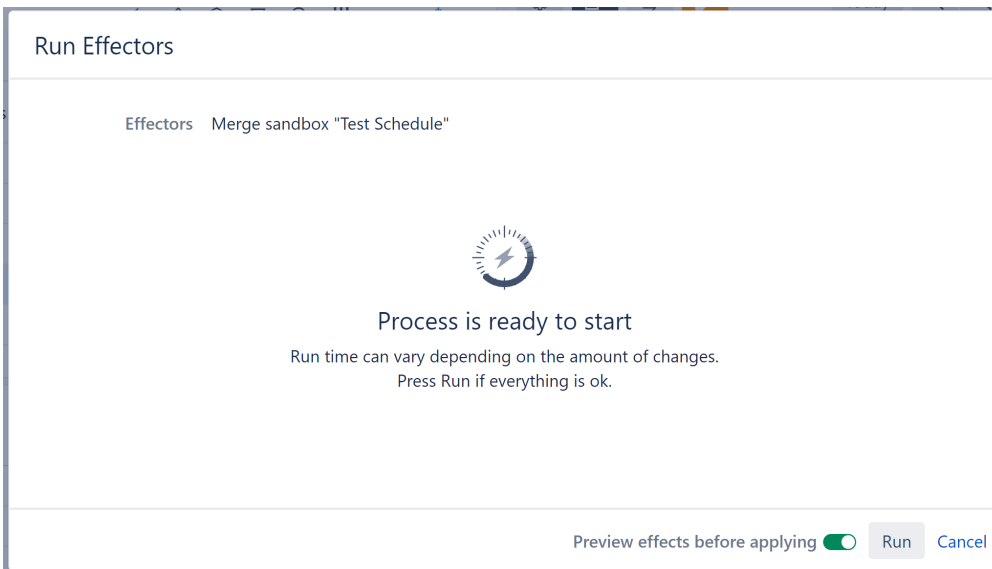 Run Effectors
Effectors Merge sandbox "Test Schedule"
Process is ready to start
Run time can vary depending on the amount of changes.
Press Run if everything is ok.
Preview effects before applying Run Cancel